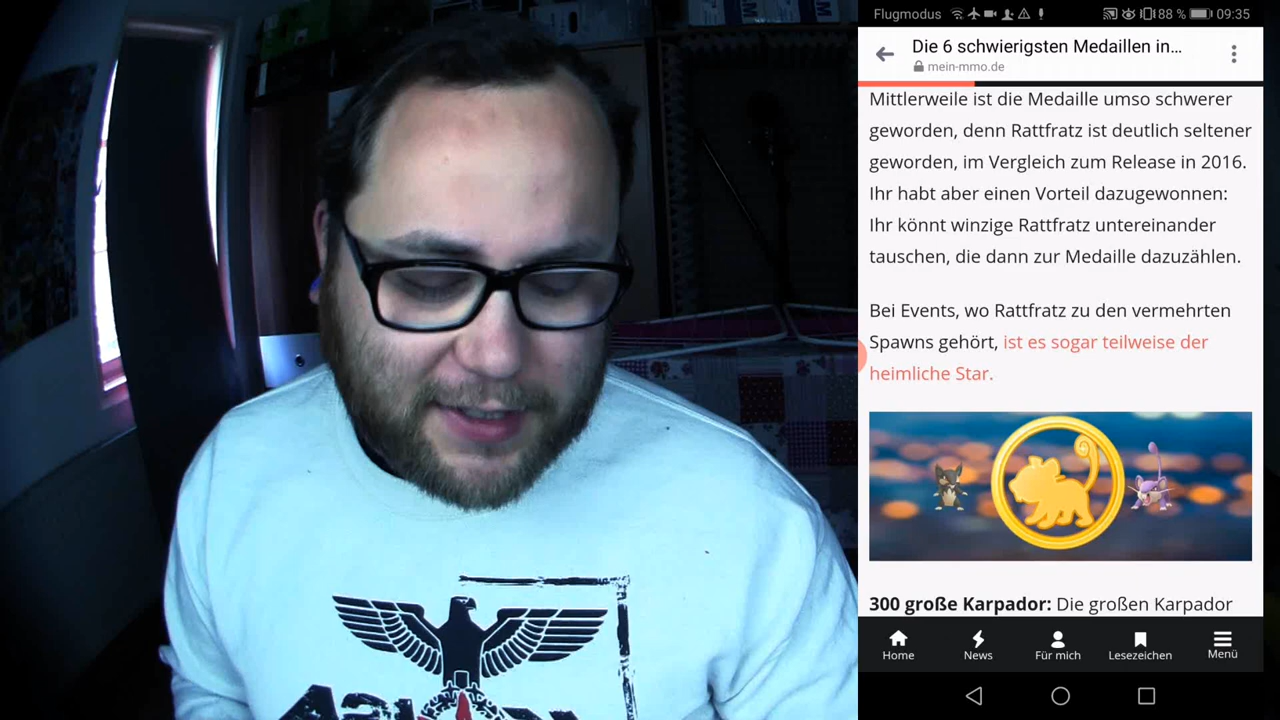 Flugmodus 88 % 09:35
Die 6 schwierigsten Medaillen in...
mein-mmo.de
Mittlerweile ist die Medaille umso schwerer
geworden, denn Rattfratz ist deutlich seltener
geworden, im Vergleich zum Release in 2016.
Ihr habt aber einen Vorteil dazugewonnen:
Ihr könnt winzige Rattfratz untereinander
tauschen, die dann zur Medaille dazuzählen.
Bei Events, wo Rattfratz zu den vermehrten
Spawns gehört, ist es sogar teilweise der
heimliche Star.
300 große Karpador: Die großen Karpador
Home News Für mich Lesezeichen Menü